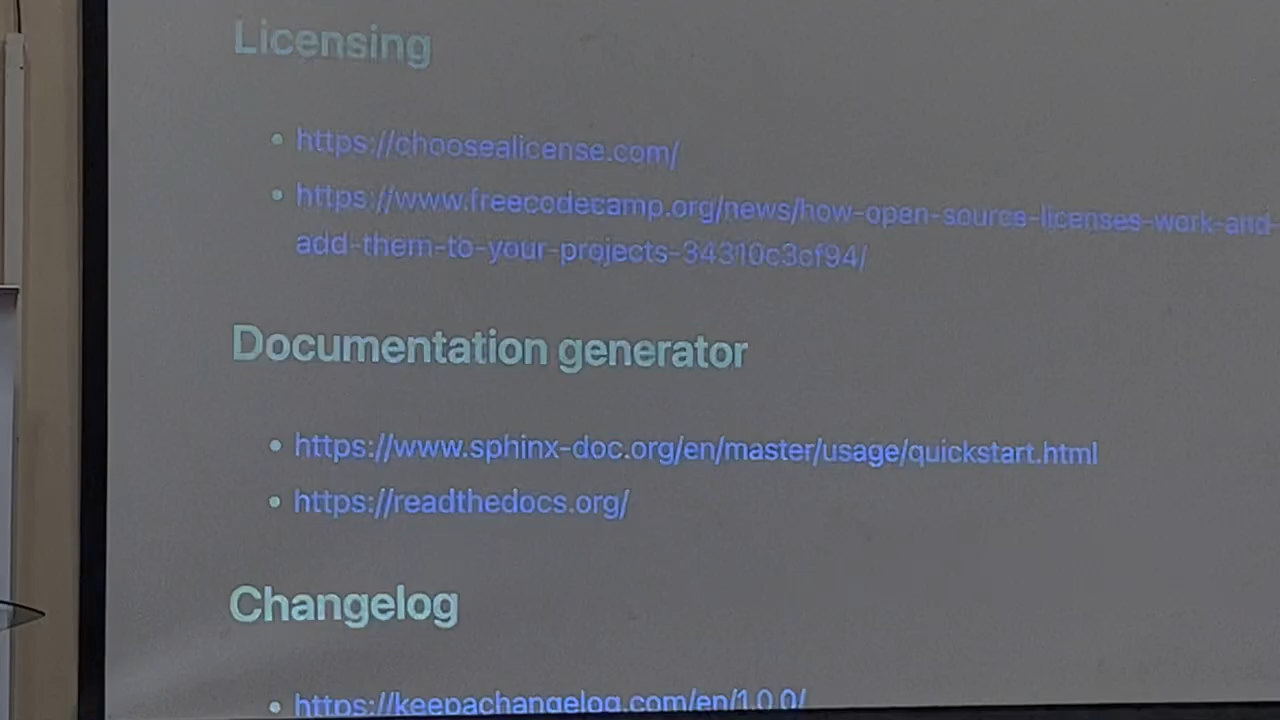 Licensing
https://choosealicense.com/
https://www.freecodecamp.org/news/how-open-source-licenses-work-and-
add-them-to-your-projects-34310c3cf94/
Documentation generator
https://www.sphinx-doc.org/en/master/usage/quickstart.html
https://readthedocs.org/
Changelog
https://keepachangelog.com/en/1.0.0/